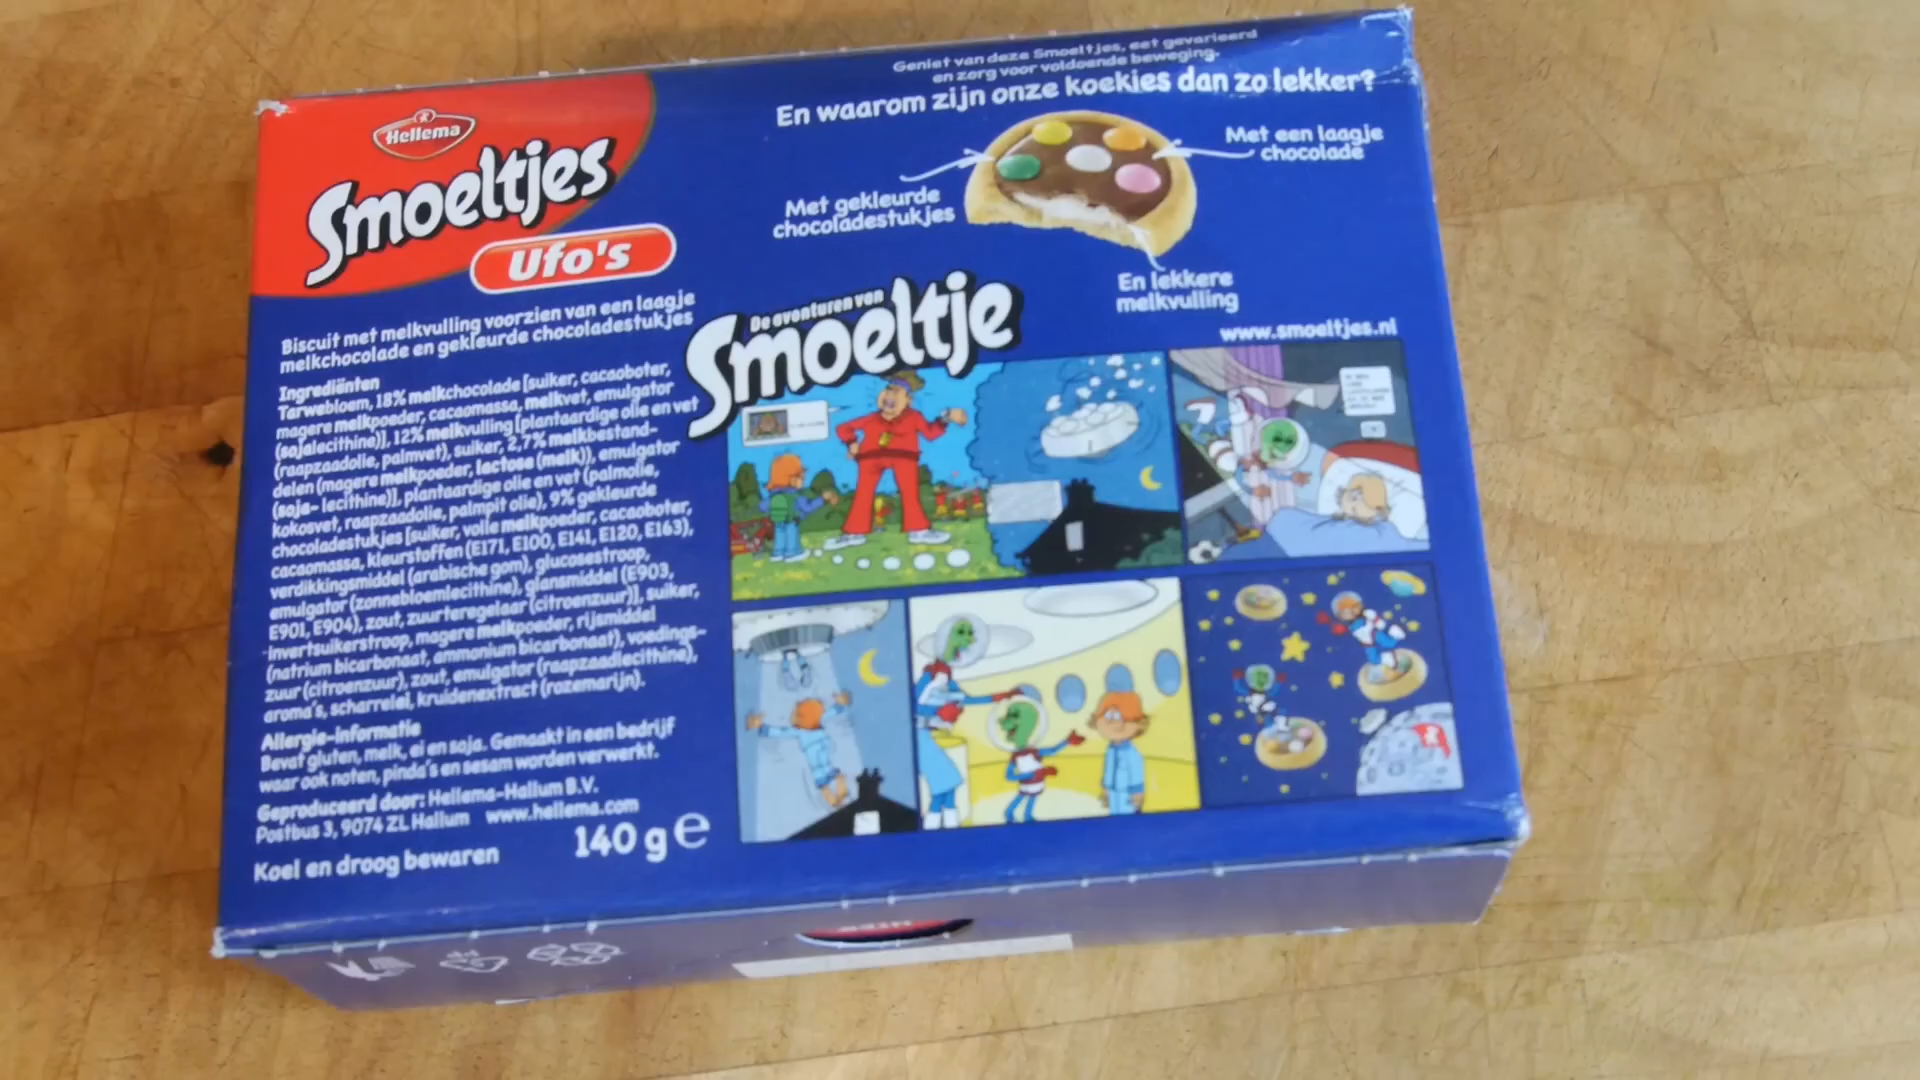 Hellema
Smoeltjes
Ufo's
Biscuit met melkvulling voorzien van een laagje
melkchocolade en gekleurde chocoladestukjes
Ingrediënten
Tarwebloem, 18% melkchocolade [suiker, cacaoboter,
magere melkpoeder, cacaomassa, melkvet, emulgator
(sojalecithine)], 12% melkvulling [plantaardige olie en vet
(raapzaadolie, palmvet), suiker, 2,7% melkbestand-
delen (magere melkpoeder, lactose (melk)), emulgator
(soja- lecithine)], plantaardige olie en vet (palmolie,
kokosvet, raapzaadolie, palmpit olie), 9% gekleurde
chocoladestukjes [suiker, volle melkpoeder, cacaoboter,
cacaomassa, kleurstoffen (E171, E100, E141, E120, E163),
verdikkingsmiddel (arabische gom), glucosestroop,
emulgator (zonnebloemlecithine), glansmiddel (E903,
E901, E904), zout, zuurteregelaar (citroenzuur)], suiker,
invertsuikerstroop, magere melkpoeder, rijsmiddel
(natrium bicarbonaat, ammonium bicarbonaat), voedings-
zuur (citroenzuur), zout, emulgator (raapzaadlecithine),
aroma's, scharrelei, kruidenextract (rozemarijn).
Allergie-informatie
Bevat gluten, melk, ei en soja. Gemaakt in een bedrijf
waar ook noten, pinda's en sesam worden verwerkt.
Geproduceerd door: Hellema-Hallum B.V.
Postbus 3, 9074 ZL Hallum www.hellema.com
140 g e
Koel en droog bewaren
Geniet van deze Smoeltjes, eet gevarieerd
en zorg voor voldoende beweging.
En waarom zijn onze koekies dan zo lekker?
Met een laagje
chocolade
Met gekleurde
chocoladestukjes
En lekkere
melkvulling
www.smoeltjes.nl
De avonturen van
Smoeltje